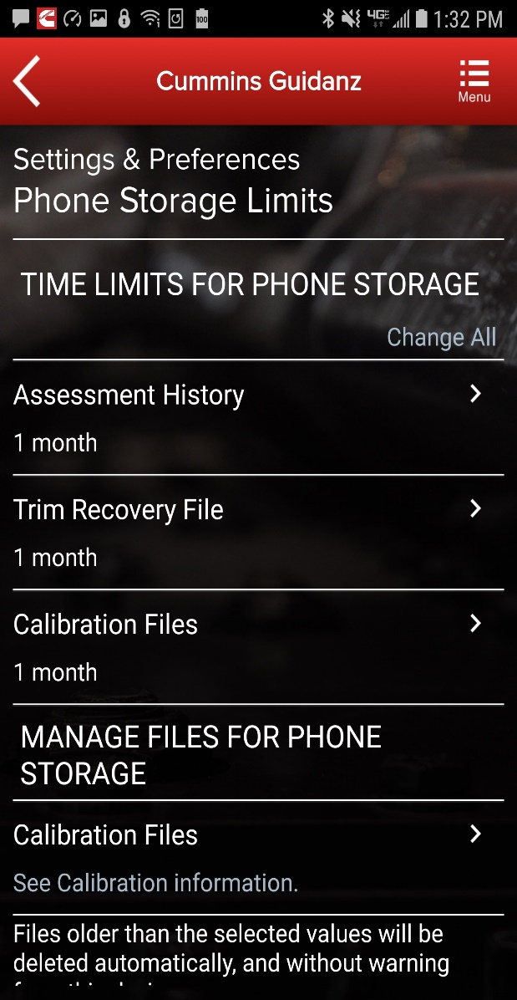 100
4GE
1:32 PM
Cummins Guidanz
Menu
Settings & Preferences
Phone Storage Limits
TIME LIMITS FOR PHONE STORAGE
Change All
Assessment History
1 month
Trim Recovery File
1 month
Calibration Files
1 month
MANAGE FILES FOR PHONE
STORAGE
Calibration Files
See Calibration information.
Files older than the selected values will be
deleted automatically, and without warning